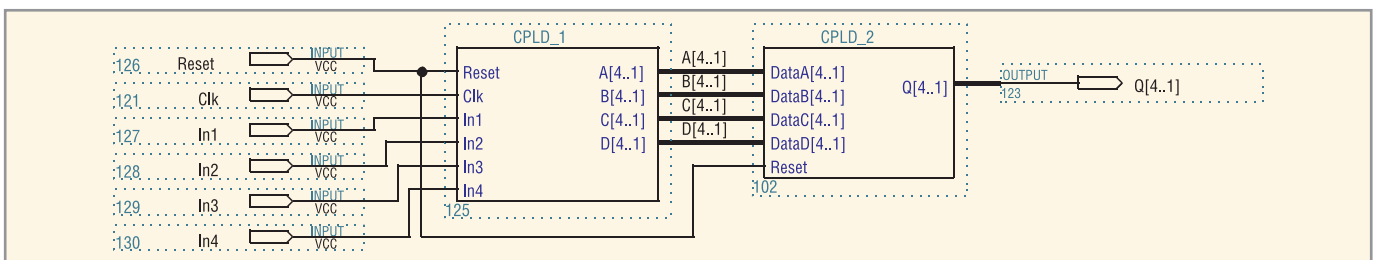 CPLD_1
CPLD_2
126 Reset INPUT VCC
121 Clk INPUT VCC
127 In1 INPUT VCC
128 In2 INPUT VCC
129 In3 INPUT VCC
130 In4 INPUT VCC
Reset
Clk
In1
In2
In3
In4
A[4..1]
B[4..1]
C[4..1]
D[4..1]
125
A[4..1]
B[4..1]
C[4..1]
D[4..1]
DataA[4..1]
DataB[4..1]
DataC[4..1]
DataD[4..1]
Reset
Q[4..1]
102
OUTPUT
123
Q[4..1]